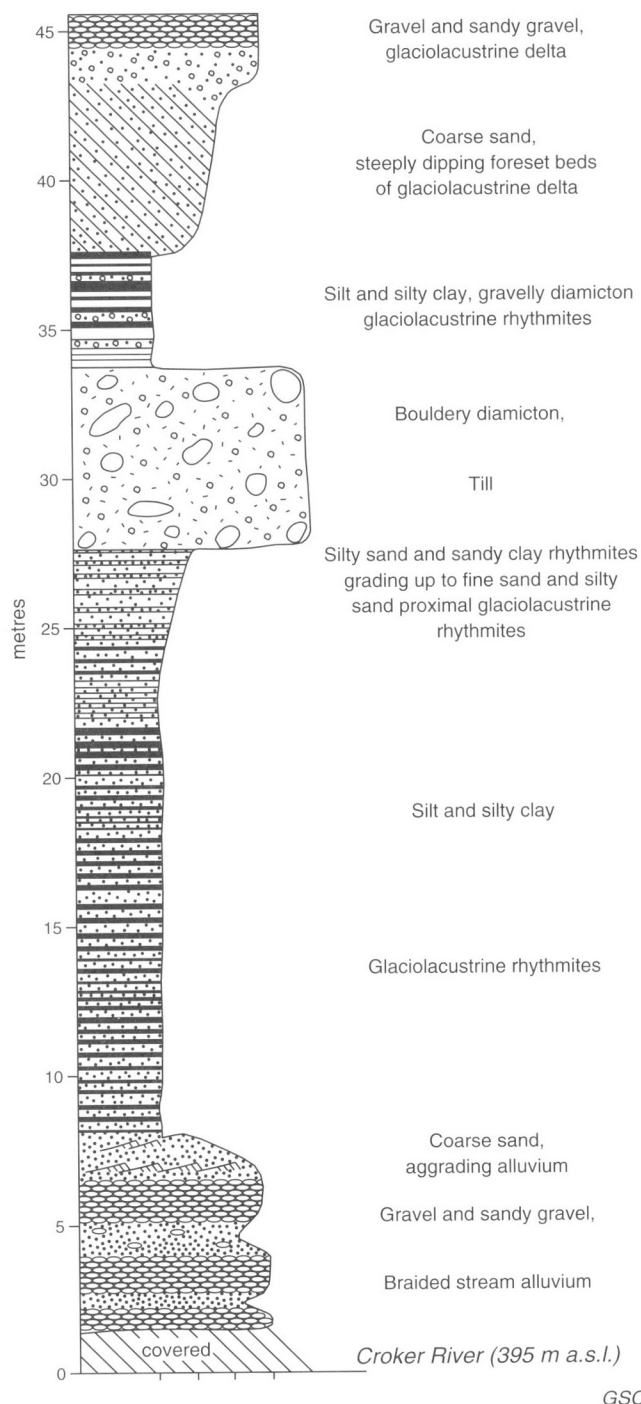 45
Gravel and sandy gravel,
glaciolacustrine delta
40
Coarse sand,
steeply dipping foreset beds
of glaciolacustrine delta
35
Silt and silty clay, gravelly diamicton
glaciolacustrine rhythmites
Bouldery diamicton,
30
Till
metres
25
Silty sand and sandy clay rhythmites
grading up to fine sand and silty
sand proximal glaciolacustrine
rhythmites
20
Silt and silty clay
15
Glaciolacustrine rhythmites
10
Coarse sand,
aggrading alluvium
5
Gravel and sandy gravel,
Braided stream alluvium
covered
0
Croker River (395 m a.s.l.)
GSC